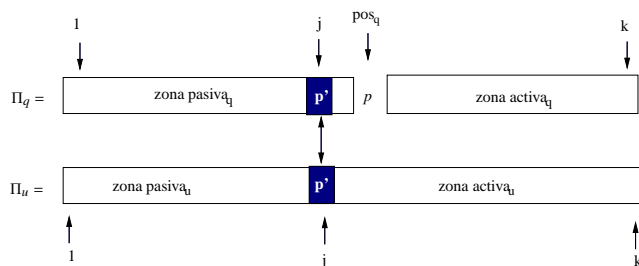 1 j pos_q k
Π_q = zona pasiva_q p' p zona activa_q
Π_u = zona pasiva_u p' zona activa_u
1 j k